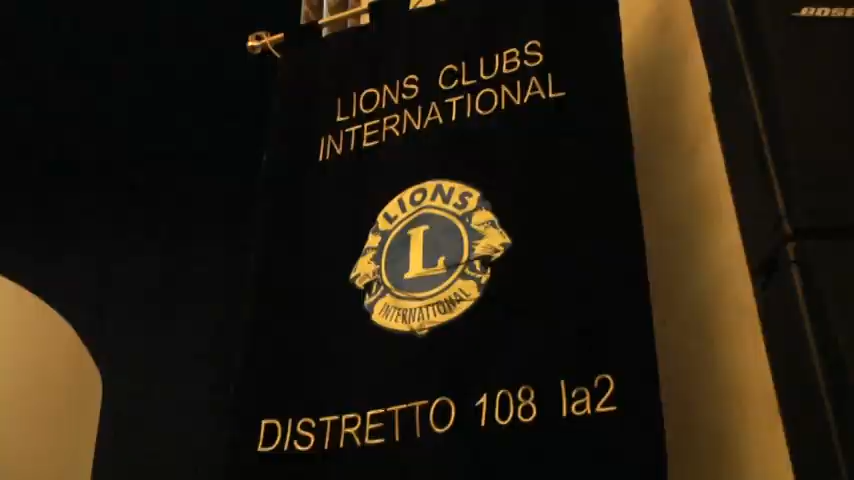 BOSE
LIONS CLUBS
INTERNATIONAL
LIONS
L
INTERNATIONAL
DISTRETTO 108 Ia2